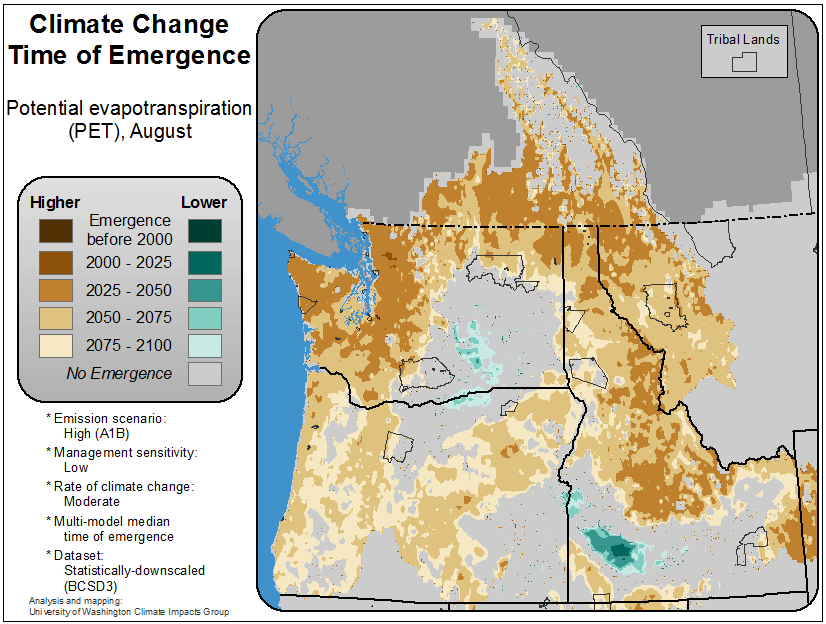 Climate Change
Time of Emergence
Potential evapotranspiration
(PET), August
Higher Lower
Emergence
before 2000
2000 - 2025
2025 - 2050
2050 - 2075
2075 - 2100
No Emergence
* Emission scenario:
High (A1B)
* Management sensitivity:
Low
* Rate of climate change:
Moderate
* Multi-model median
time of emergence
* Dataset:
Statistically-downscaled
(BCSD3)
Analysis and mapping:
University of Washington Climate Impacts Group
Tribal Lands